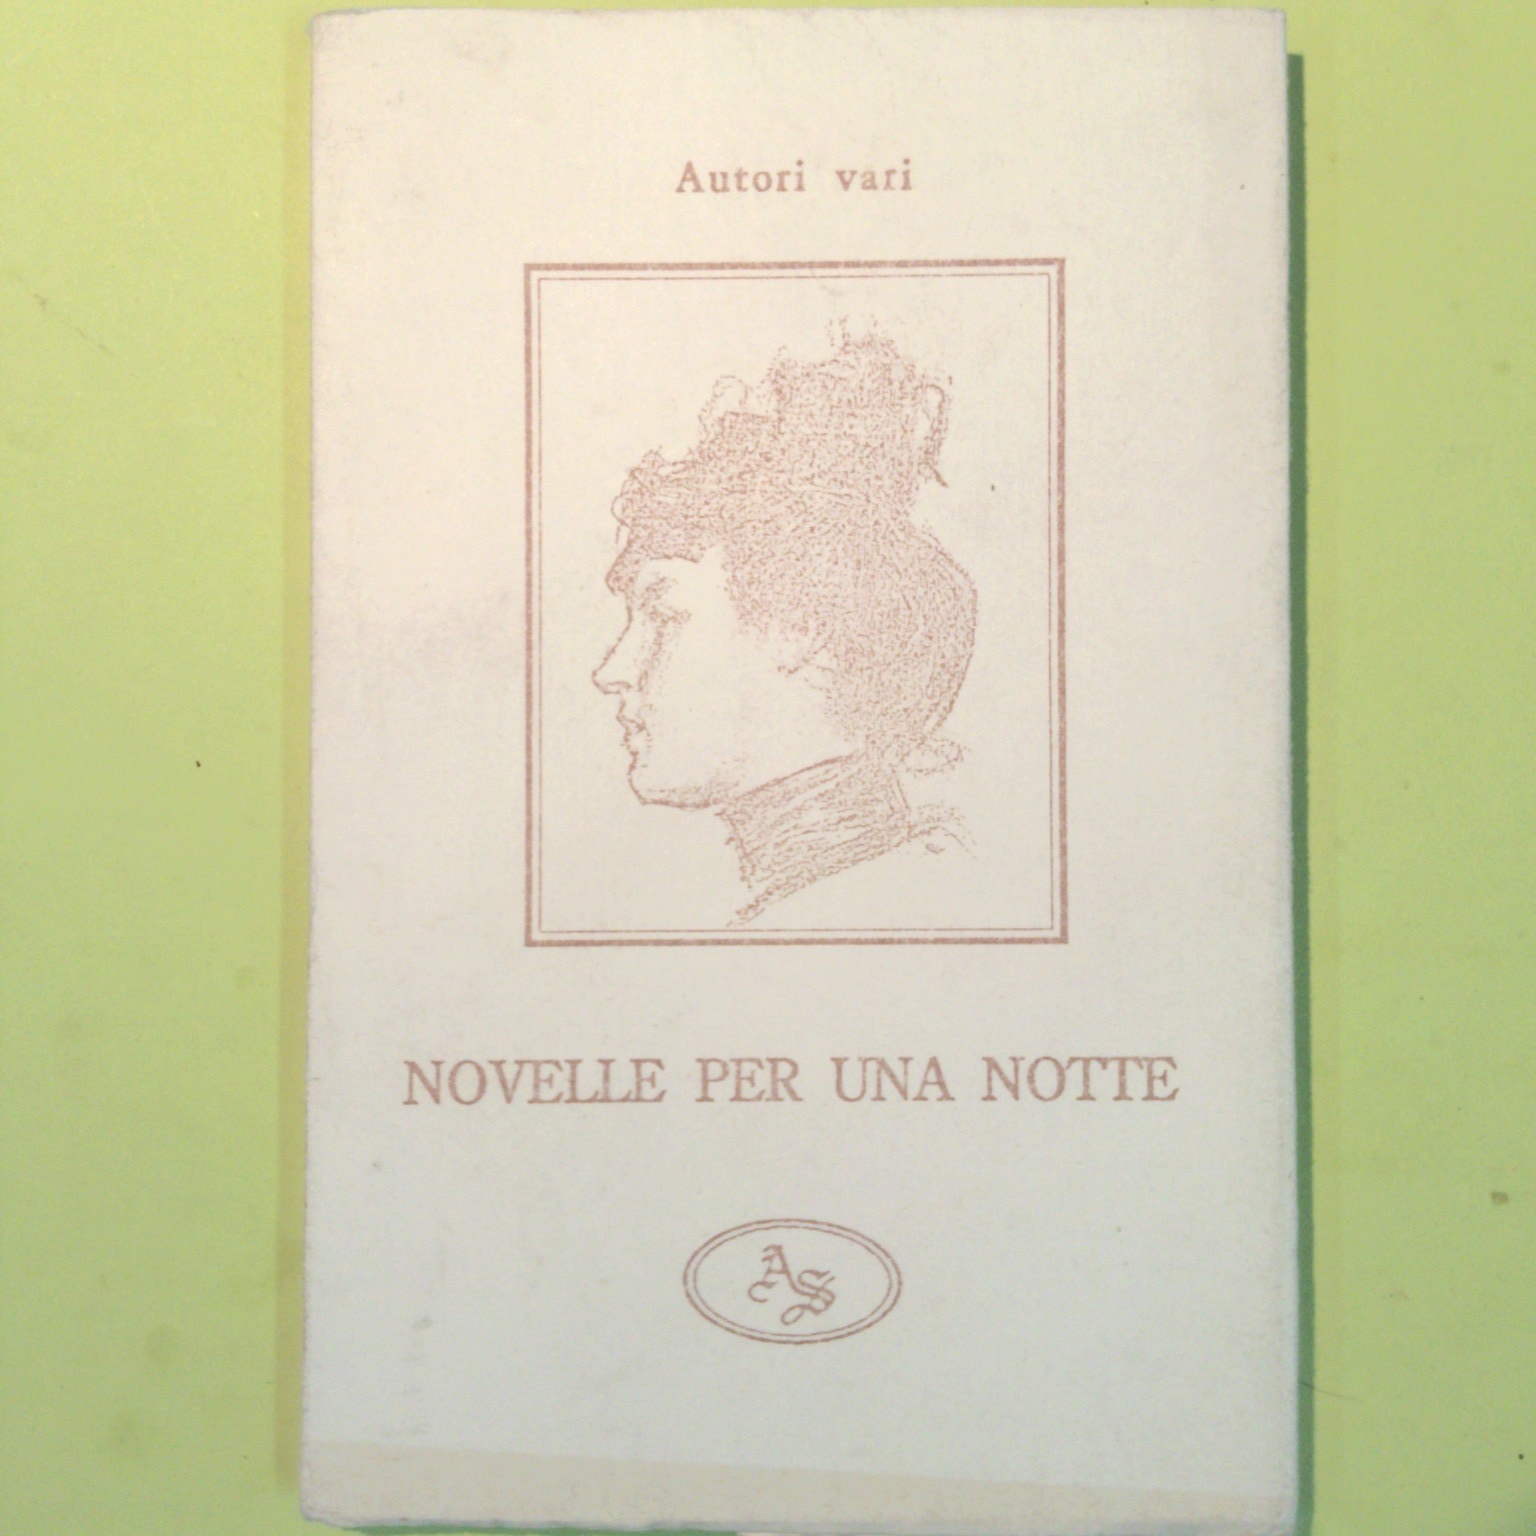 Autori vari
NOVELLE PER UNA NOTTE
AS